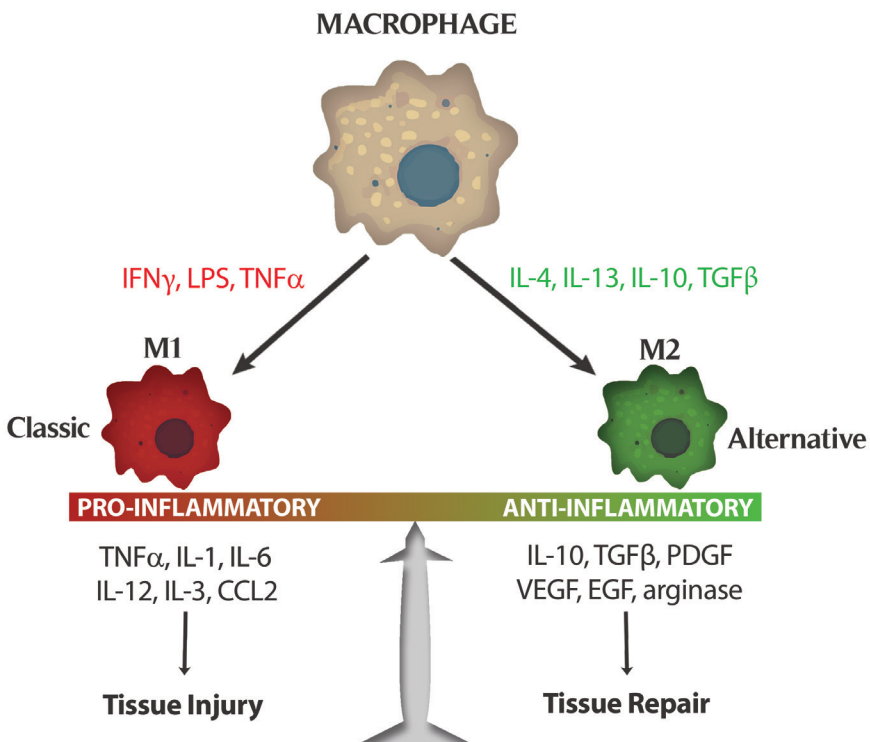 MACROPHAGE
IFNγ, LPS, TNFα
IL-4, IL-13, IL-10, TGFβ
M1
M2
Classic
Alternative
PRO-INFLAMMATORY
ANTI-INFLAMMATORY
TNFα, IL-1, IL-6
IL-12, IL-3, CCL2
IL-10, TGFβ, PDGF
VEGF, EGF, arginase
Tissue Injury
Tissue Repair